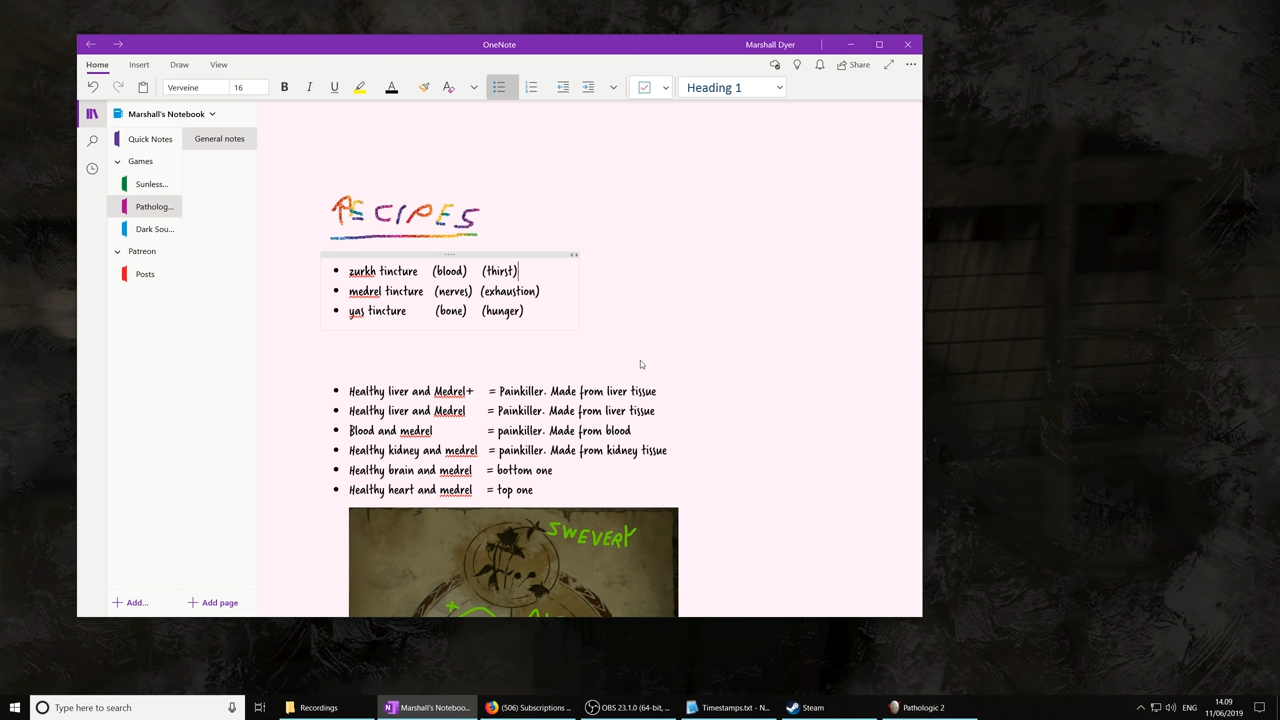 OneNote
Marshall Dyer
Home
Insert
Draw
View
Share
Verveine
16
B
I
U
A
A
Heading 1
Marshall's Notebook
Quick Notes
General notes
Games
Sunless...
Patholog...
Dark Sou...
Patreon
Posts
Add...
Add page
RECIPES
zurkh tincture (blood) (thirst)
medrel tincture (nerves) (exhaustion)
yas tincture (bone) (hunger)
Healthy liver and Medrel+ = Painkiller. Made from liver tissue
Healthy liver and Medrel = Painkiller. Made from liver tissue
Blood and medrel = painkiller. Made from blood
Healthy kidney and medrel = painkiller. Made from kidney tissue
Healthy brain and medrel = bottom one
Healthy heart and medrel = top one
SWEVERY
Type here to search
Recordings
Marshall's Noteboo...
(506) Subscriptions ...
OBS 23.1.0 (64-bit, ...
Timestamps.txt - N...
Steam
Pathologic 2
ENG
14.09
11/06/2019